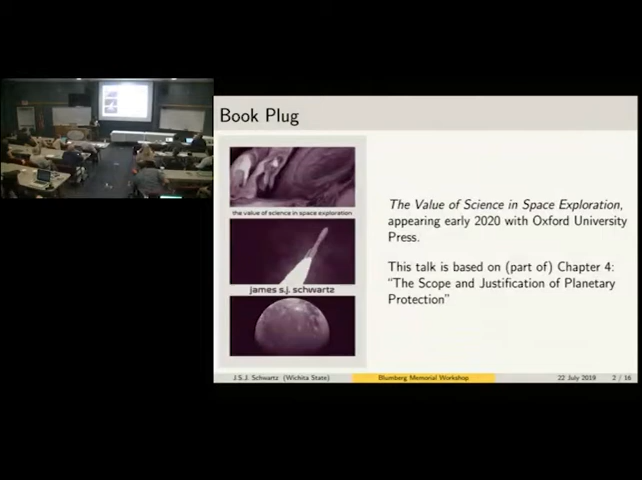 Book Plug
the value of science in space exploration
james s.j. schwartz
The Value of Science in Space Exploration,
appearing early 2020 with Oxford University
Press.
This talk is based on (part of) Chapter 4:
“The Scope and Justification of Planetary
Protection”
J.S.J. Schwartz (Wichita State)
Blumberg Memorial Workshop
22 July 2019
2 / 16